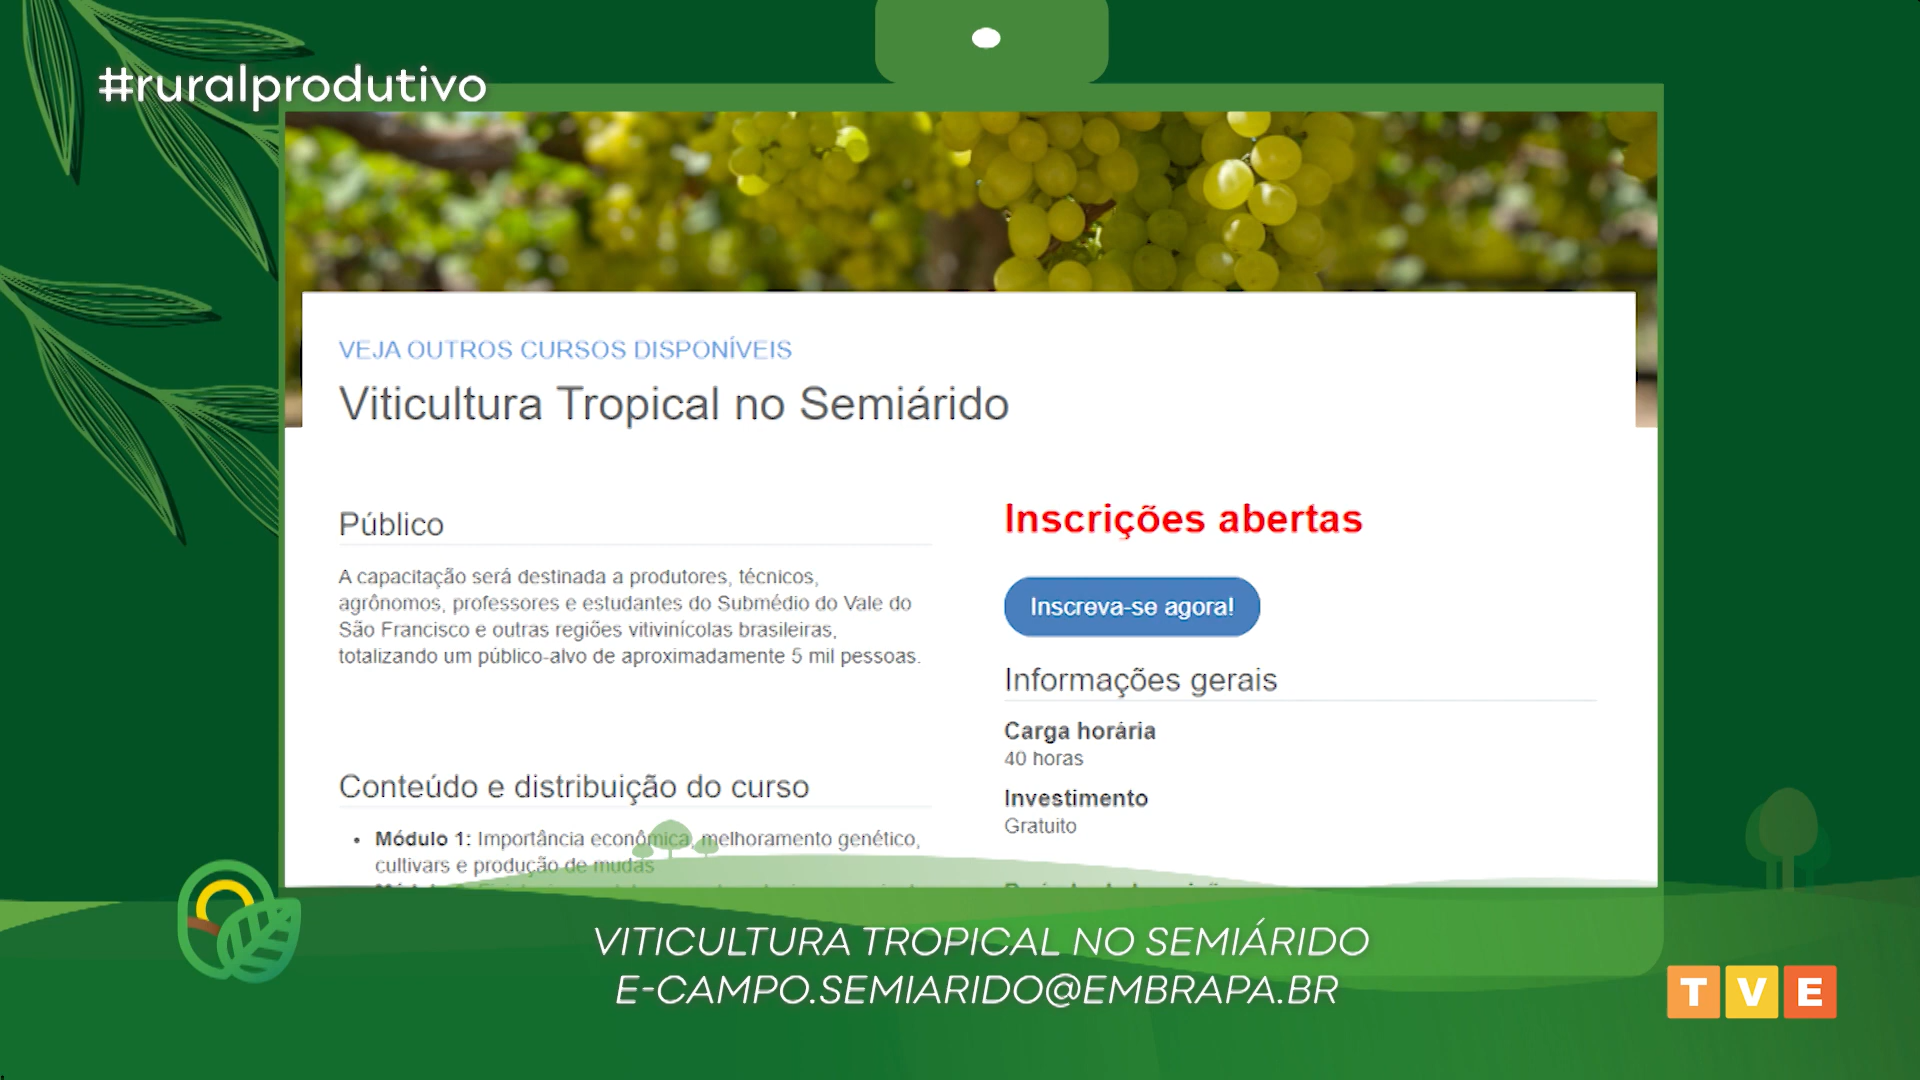 #ruralprodutivo
VEJA OUTROS CURSOS DISPONÍVEIS
Viticultura Tropical no Semiárido
Público
A capacitação será destinada a produtores, técnicos,
agrônomos, professores e estudantes do Submédio do Vale do
São Francisco e outras regiões vitivinícolas brasileiras,
totalizando um público-alvo de aproximadamente 5 mil pessoas.
Conteúdo e distribuição do curso
• Módulo 1: Importância econômica, melhoramento genético,
cultivars e produção de mudas
Inscrições abertas
Inscreva-se agora!
Informações gerais
Carga horária
40 horas
Investimento
Gratuito
VITICULTURA TROPICAL NO SEMIÁRIDO
E-CAMPO.SEMIARIDO@EMBRAPA.BR
TVE